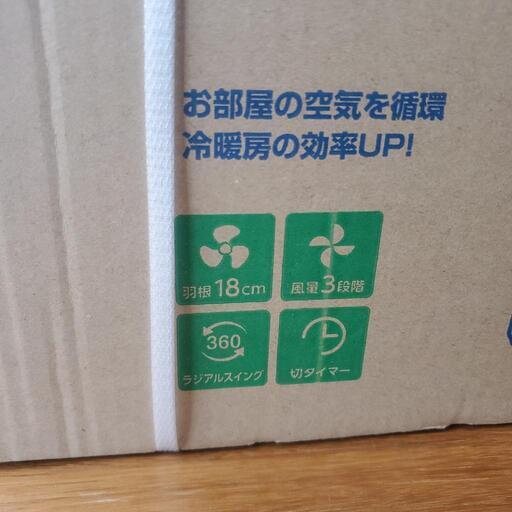 お部屋の空気を循環
冷暖房の効率UP!
羽根18cm
風量3段階
360
ラジアルスイング
切タイマー